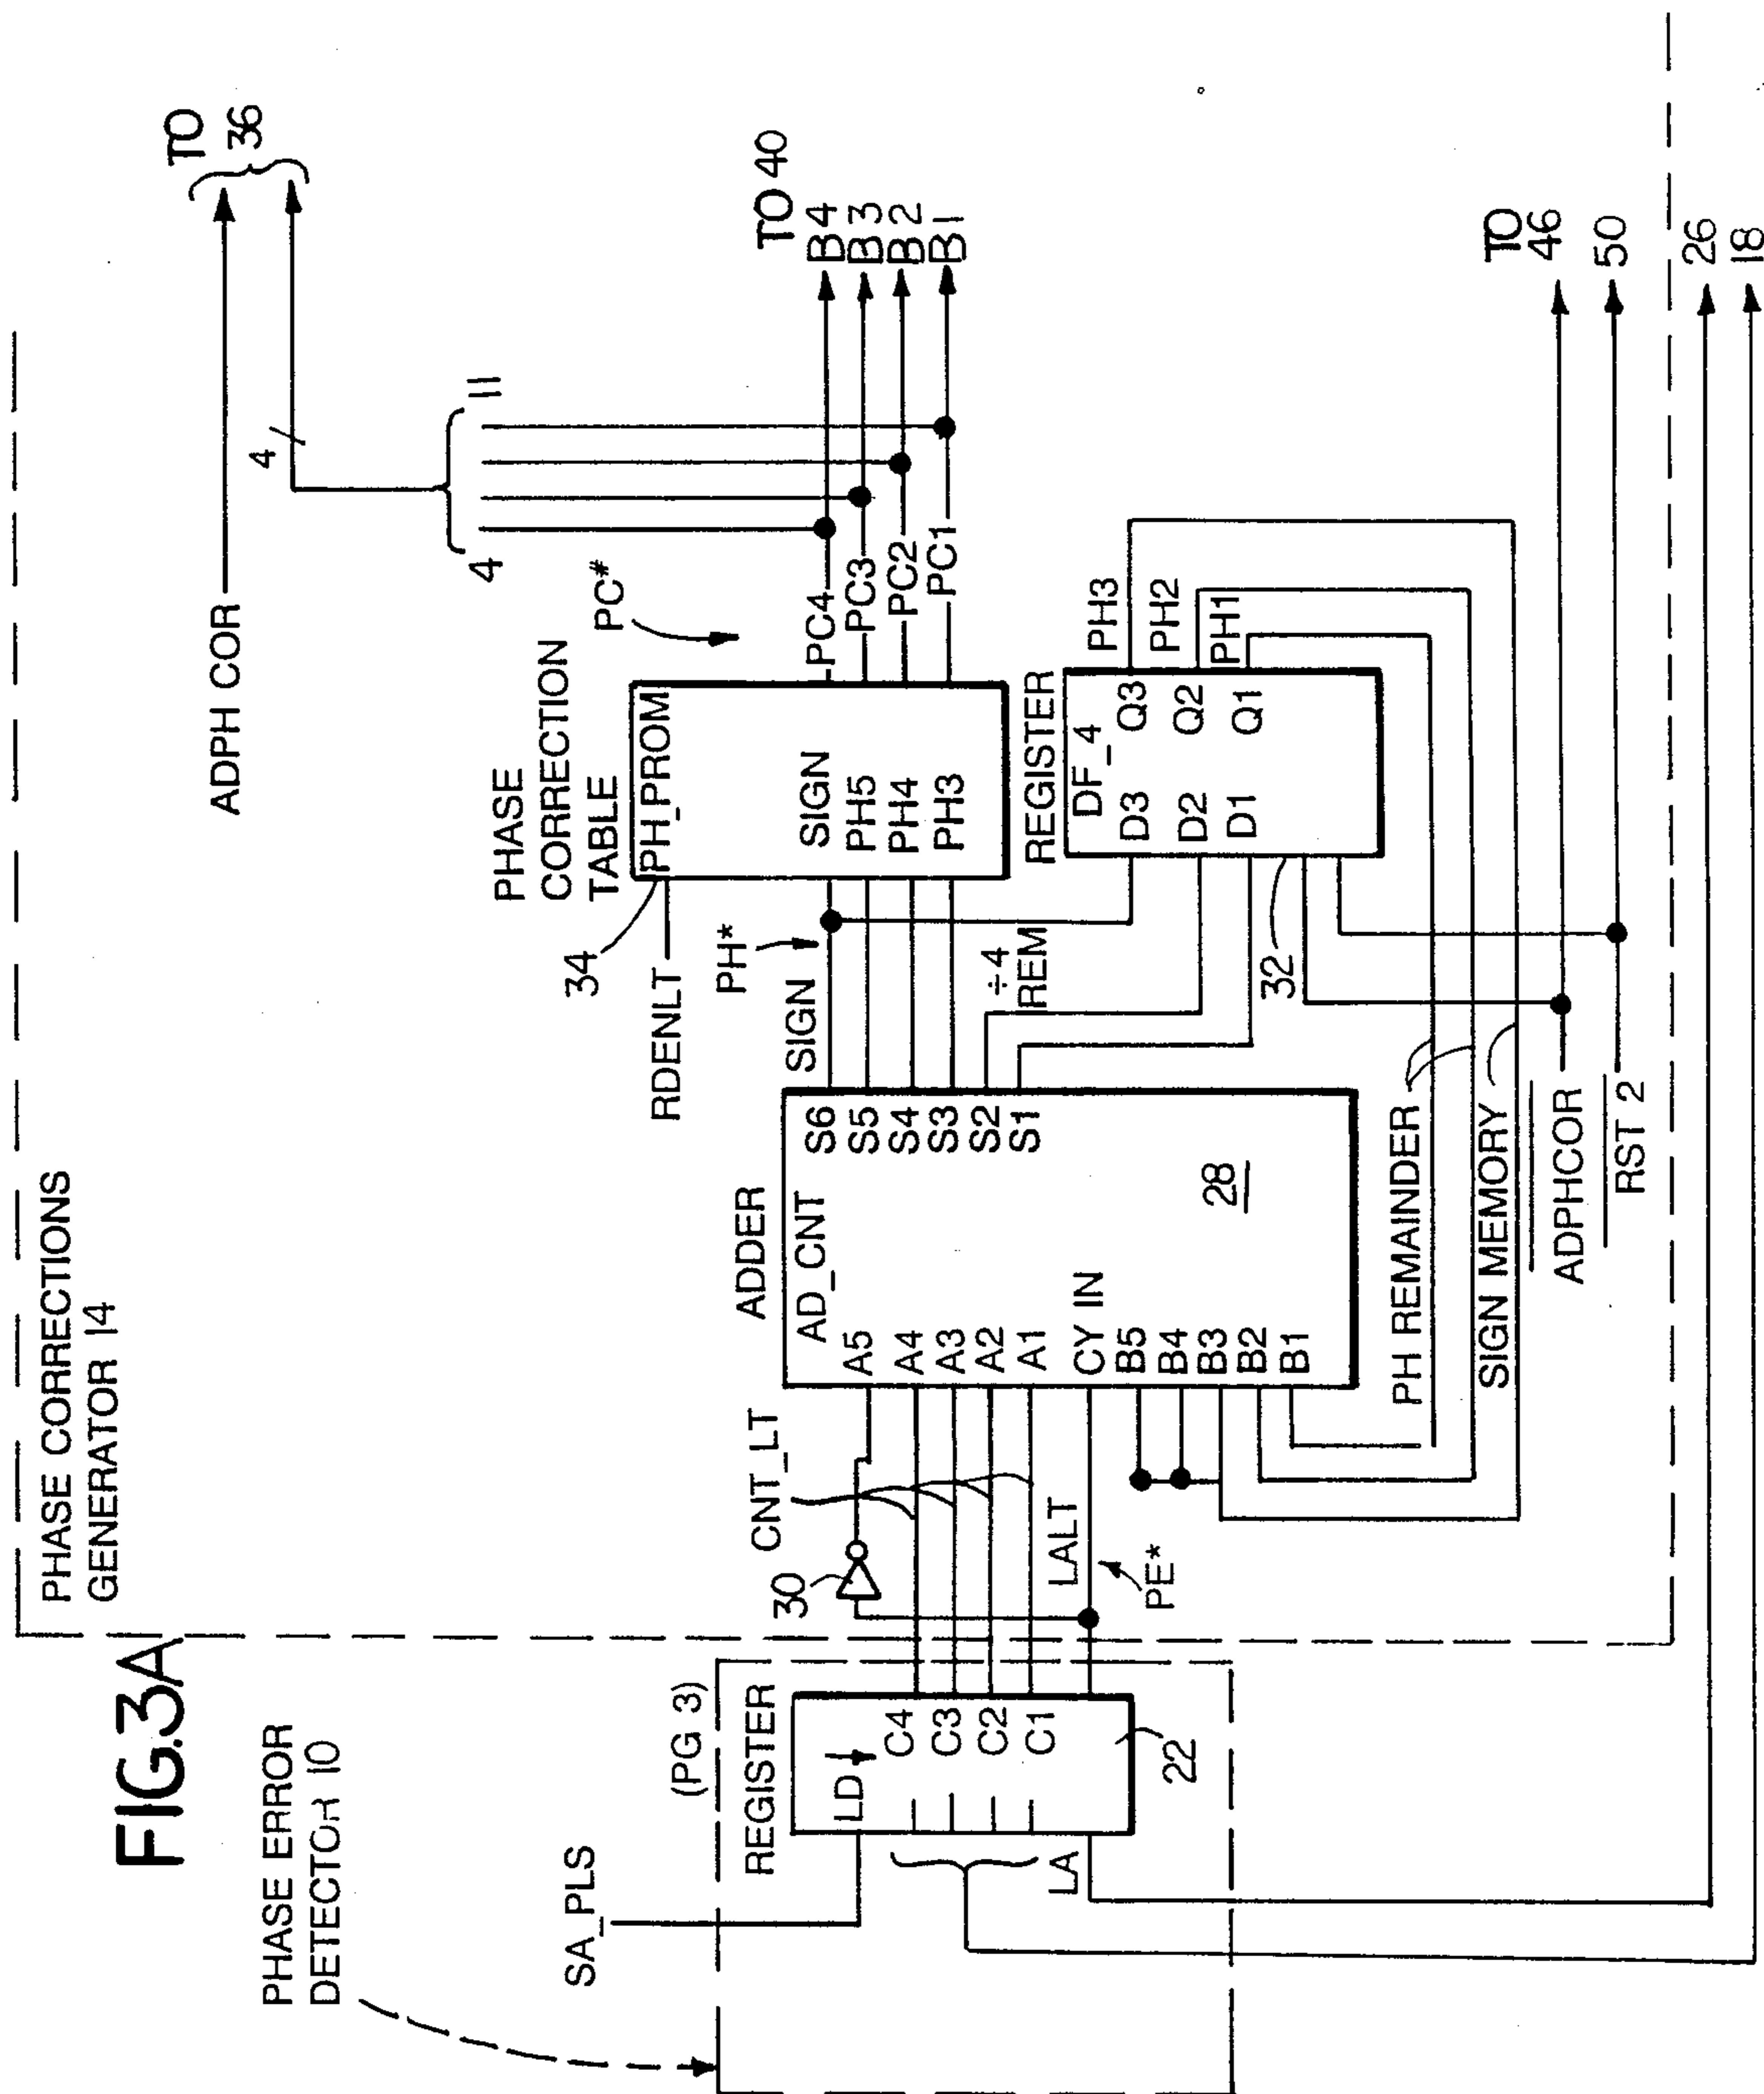 FIG.3A
PHASE CORRECTIONS
GENERATOR 14
PHASE ERROR
DETECTOR 10
(PG 3)
SA_PLS
REGISTER
LD
C4
C3
C2
C1
LA
22
30
CNT_LT
LALT
PE*
ADDER
AD_CNT
A5
A4
A3
A2
A1
CY IN
B5
B4
B3
B2
B1
S6
S5
S4
S3
S2
S1
28
PH REMAINDER
SIGN MEMORY
ADPHCOR
RST 2
SIGN
PH*
÷4
REM
RDENLT
34
PHASE
CORRECTION
TABLE
PH_PROM
SIGN
PH5
PH4
PH3
PC#
PC4
PC3
PC2
PC1
REGISTER
DF_4
D3
D2
D1
Q3
Q2
Q1
32
PH3
PH2
PH1
ADPH COR
4
11
4
TO
36
TO 40
B4
B3
B2
B1
TO
46
50
26
18